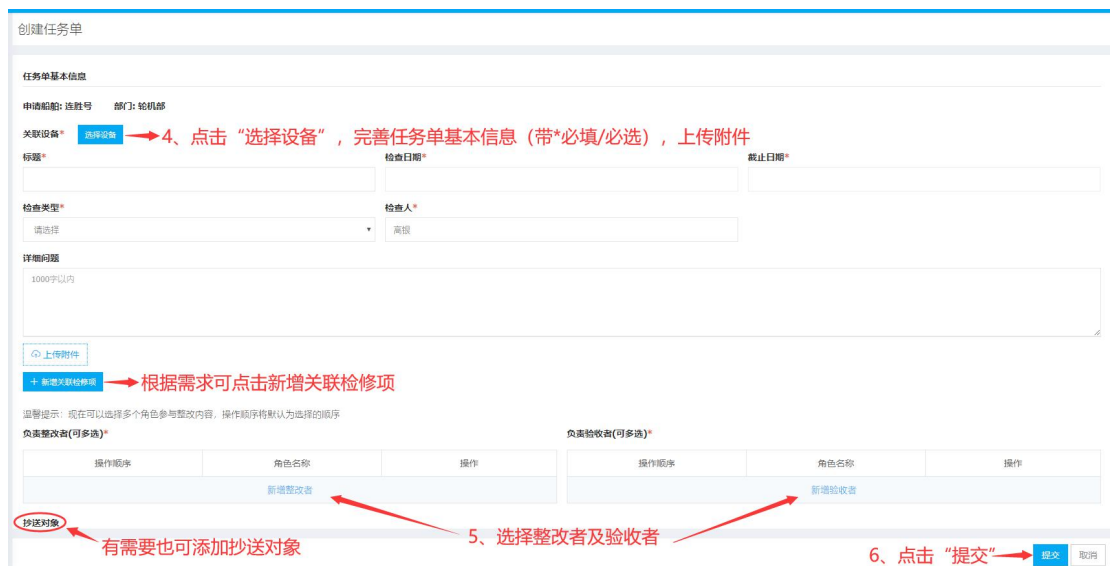 创建任务单
任务单基本信息
申请船舶: 连胜号 部门: 轮机部
关联设备* 选择设备 4、点击“选择设备”，完善任务单基本信息（带*必填/必选），上传附件
标题* 检查日期* 截止日期*
检查类型* 检查人*
请选择 高银
详细问题
1000字以内
上传附件
+ 新增关联检修项 根据需求可点击新增关联检修项
温馨提示：现在可以选择多个角色参与整改内容，操作顺序将默认为选择的顺序
负责整改者(可多选)* 负责验收者(可多选)*
操作顺序 角色名称 操作 操作顺序 角色名称 操作
新增整改者 新增验收者
抄送对象
有需要也可添加抄送对象 5、选择整改者及验收者
6、点击“提交” 提交 取消